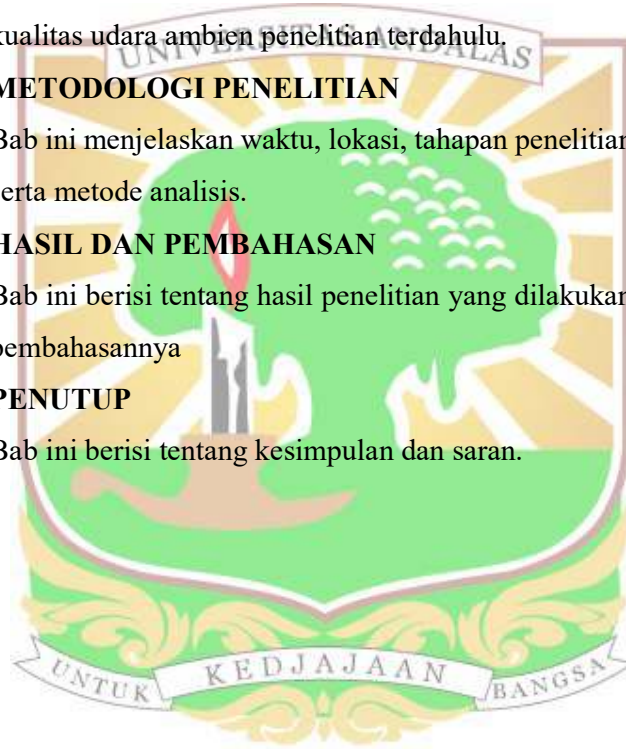 kualitas udara ambien penelitian terdahulu.
UNIVERSITAS ANDALAS
METODOLOGI PENELITIAN
Bab ini menjelaskan waktu, lokasi, tahapan penelitian
serta metode analisis.
HASIL DAN PEMBAHASAN
Bab ini berisi tentang hasil penelitian yang dilakukan
pembahasannya
PENUTUP
Bab ini berisi tentang kesimpulan dan saran.
UNTUK KEDJAJAAN BANGSA